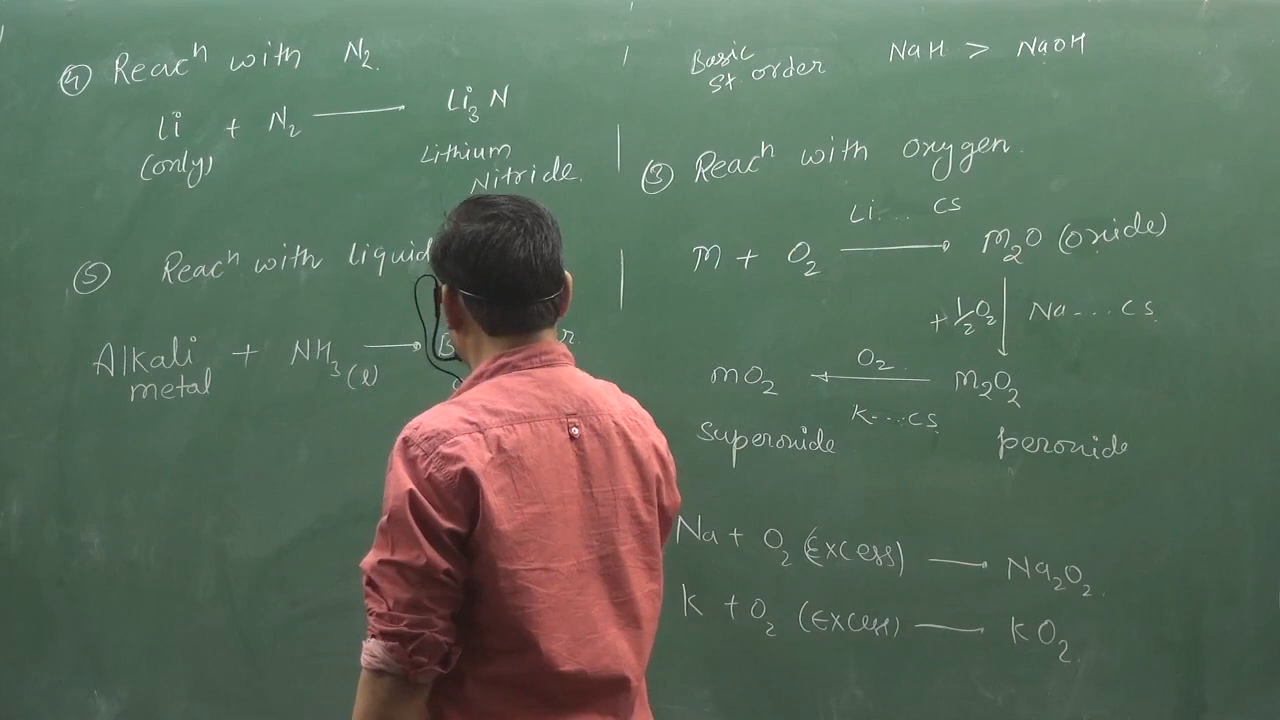 ④ Reacⁿ with N₂.
Li + N₂ → Li₃N
(only)
Lithium
Nitride.
⑤ Reacⁿ with liquid
Alkali + NH₃(l) →
metal
Basic
St. order
NaH > NaOH
③ Reacⁿ with oxygen.
Li.... Cs
M + O₂ → M₂O (oxide)
+ 1/2 O₂ ↓ Na....Cs.
MO₂ ← O₂ M₂O₂
K....Cs.
Superoxide peroxide
Na + O₂ (Excess) → Na₂O₂.
K + O₂ (Excess) → KO₂.